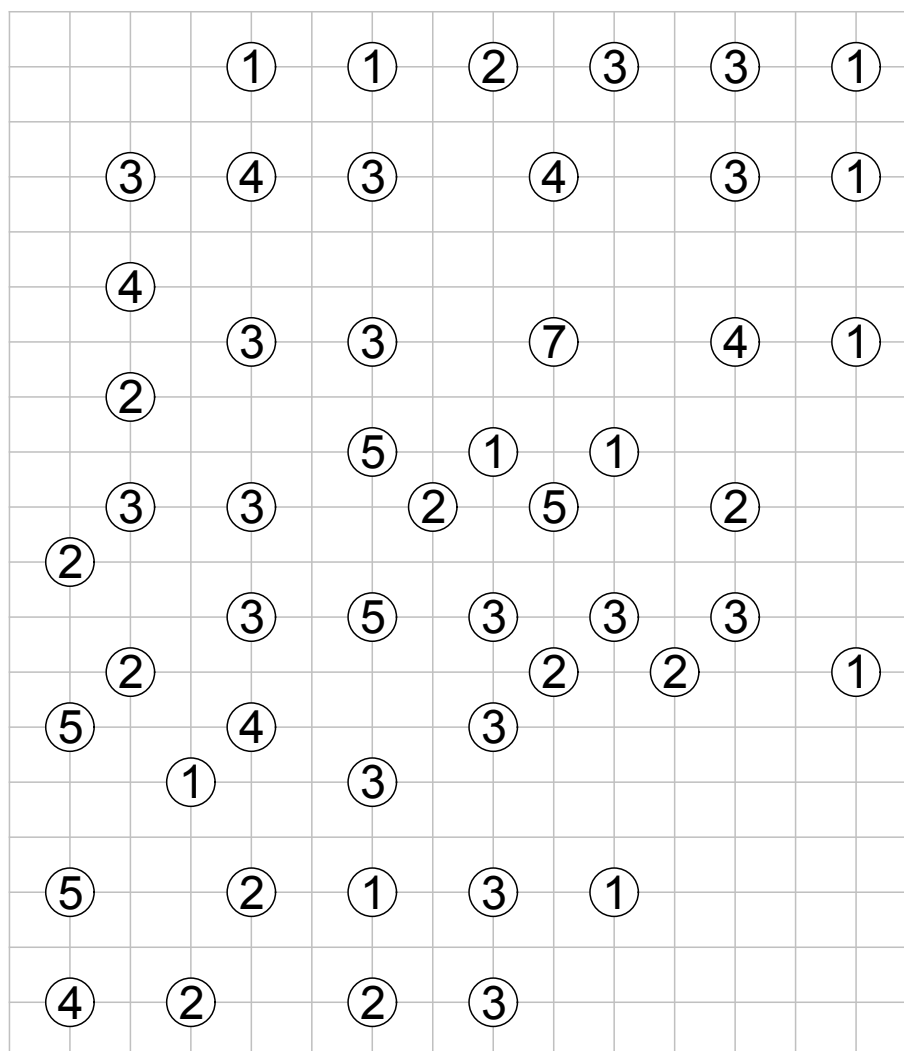 1 1 2 3 3 1
3 4 3 4 3 1
4
3 3 7 4 1
2
5 1 1
3 3 2 5 2
2
3 5 3 3 3
2 2 2 1
5 4 3
1 3
5 2 1 3 1
4 2 2 3